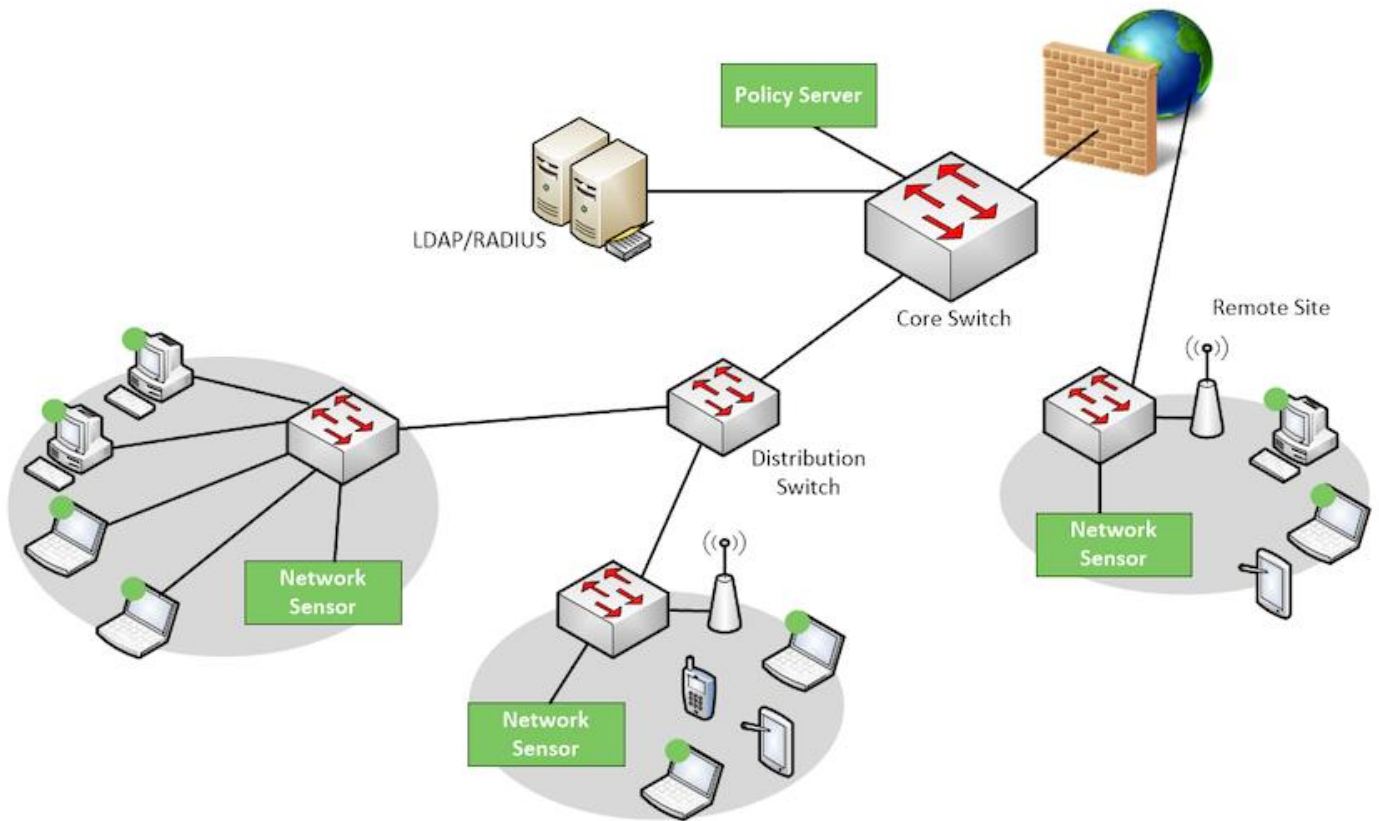 Policy Server
LDAP/RADIUS
Core Switch
Remote Site
Distribution
Switch
Network
Sensor
Network
Sensor
Network
Sensor